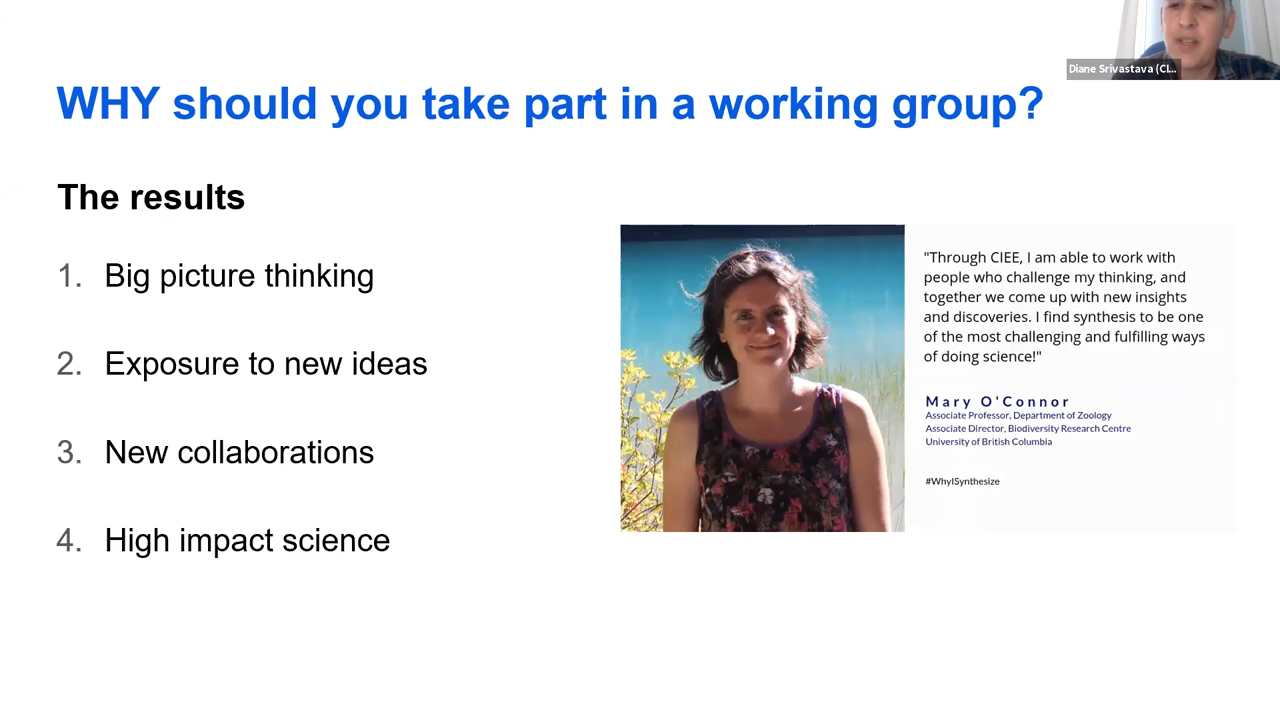 Diane Srivastava (CI...
WHY should you take part in a working group?
The results
1. Big picture thinking
2. Exposure to new ideas
3. New collaborations
4. High impact science
"Through CIEE, I am able to work with
people who challenge my thinking, and
together we come up with new insights
and discoveries. I find synthesis to be one
of the most challenging and fulfilling ways
of doing science!"
Mary O'Connor
Associate Professor, Department of Zoology
Associate Director, Biodiversity Research Centre
University of British Columbia
#WhyISynthesize